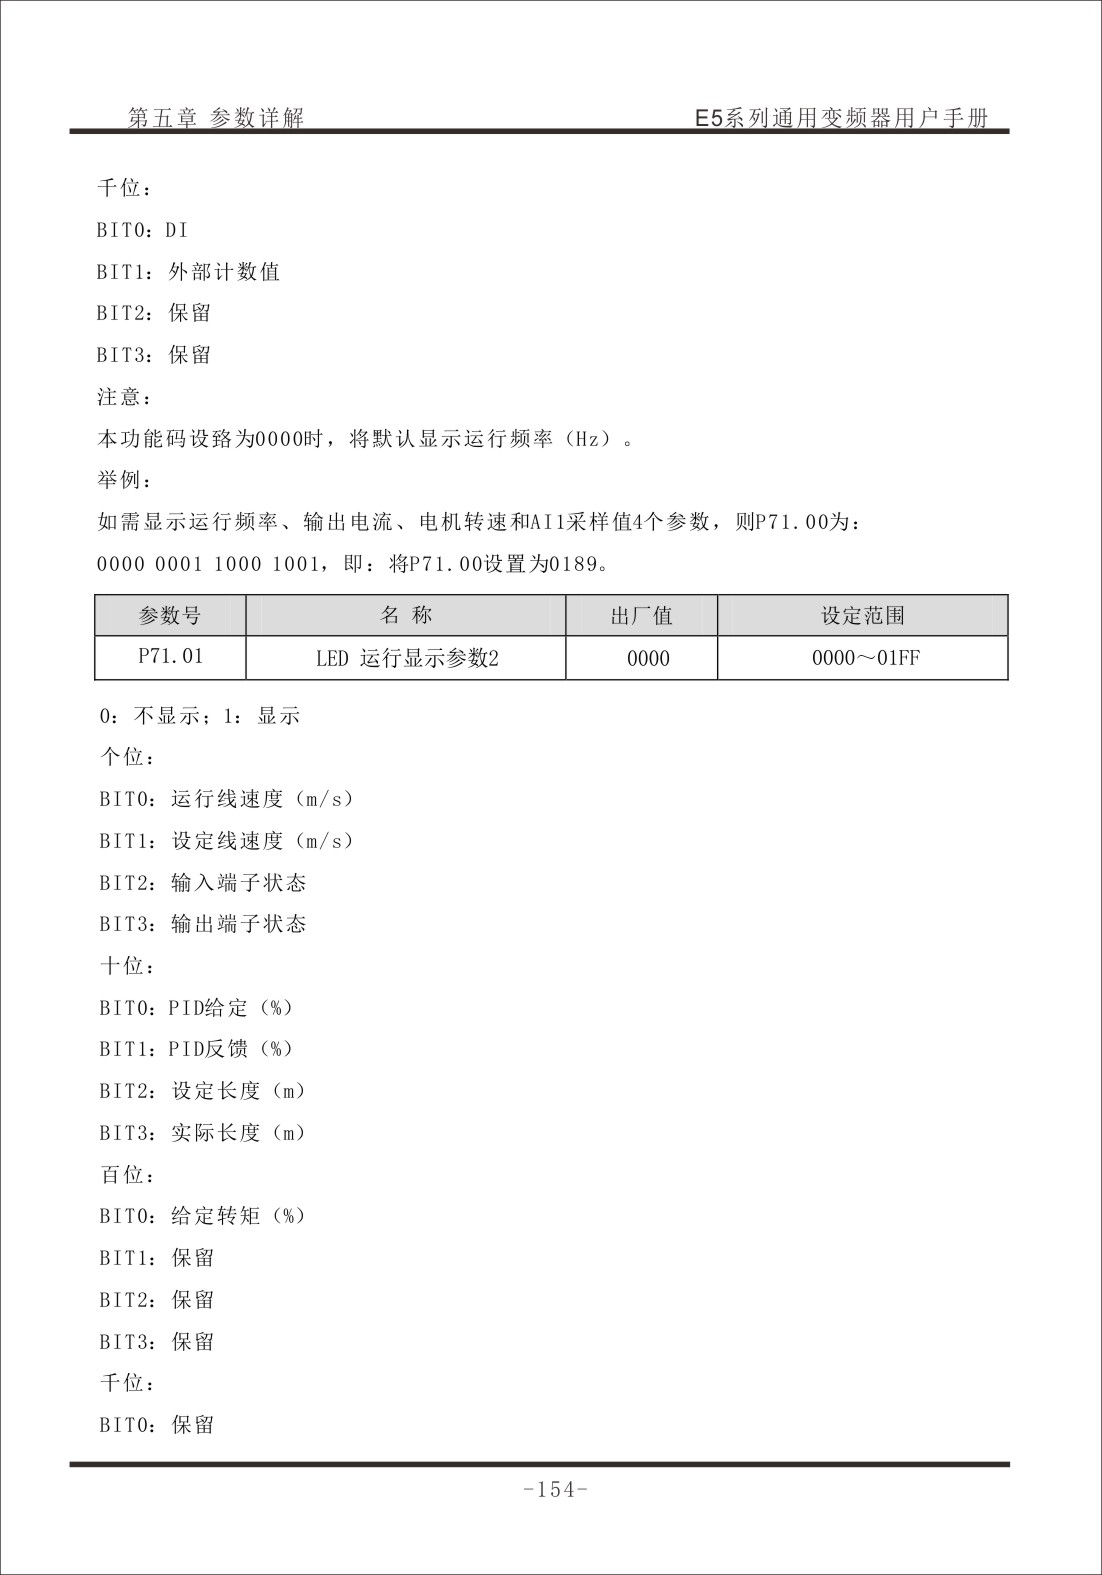 第五章 参数详解 E5系列通用变频器用户手册
千位：
BIT0：DI
BIT1：外部计数值
BIT2：保留
BIT3：保留
注意：
本功能码设臵为0000时，将默认显示运行频率（Hz）。
举例：
如需显示运行频率、输出电流、电机转速和AI1采样值4个参数，则P71.00为：
0000 0001 1000 1001，即：将P71.00设置为0189。
参数号 名 称 出厂值 设定范围
P71.01 LED 运行显示参数2 0000 0000～01FF
0：不显示；1：显示
个位：
BIT0：运行线速度（m/s）
BIT1：设定线速度（m/s）
BIT2：输入端子状态
BIT3：输出端子状态
十位：
BIT0：PID给定（%）
BIT1：PID反馈（%）
BIT2：设定长度（m）
BIT3：实际长度（m）
百位：
BIT0：给定转矩（%）
BIT1：保留
BIT2：保留
BIT3：保留
千位：
BIT0：保留
-154-